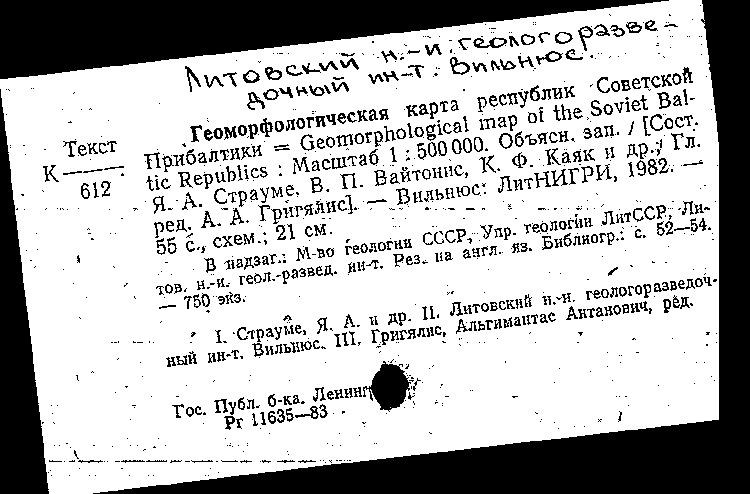 Литовский н.-и. геологоразве-
дочный ин-т. Вильнюс.
Текст
К
612
Геоморфологическая карта республик Советской
Прибалтики = Geomorphological map of the Soviet Bal-
tic Republics : Масштаб 1 : 500 000. Объясн. зап. / [Сост.
Я. А. Страуме, В. П. Вайтонис, К. Ф. Каяк и др.; Гл.
ред. А. А. Григялис]. — Вильнюс: ЛитНИГРИ, 1982. —
55 с., схем.; 21 см.
В надзаг.: М-во геологии СССР, Упр. геологии ЛитССР, Ли-
тов. н.-и. геол.-развед. ин-т. Рез. на англ. яз. Библиогр.: с. 52—54.
— 750 экз.
I. Страуме, Я. А. и др. II. Литовский н.-и. геологоразведоч-
ный ин-т. Вильнюс. III. Григялис, Альгимантас Антанович, ред.
Гос. Публ. б-ка. Ленинг
Рг 11635—83